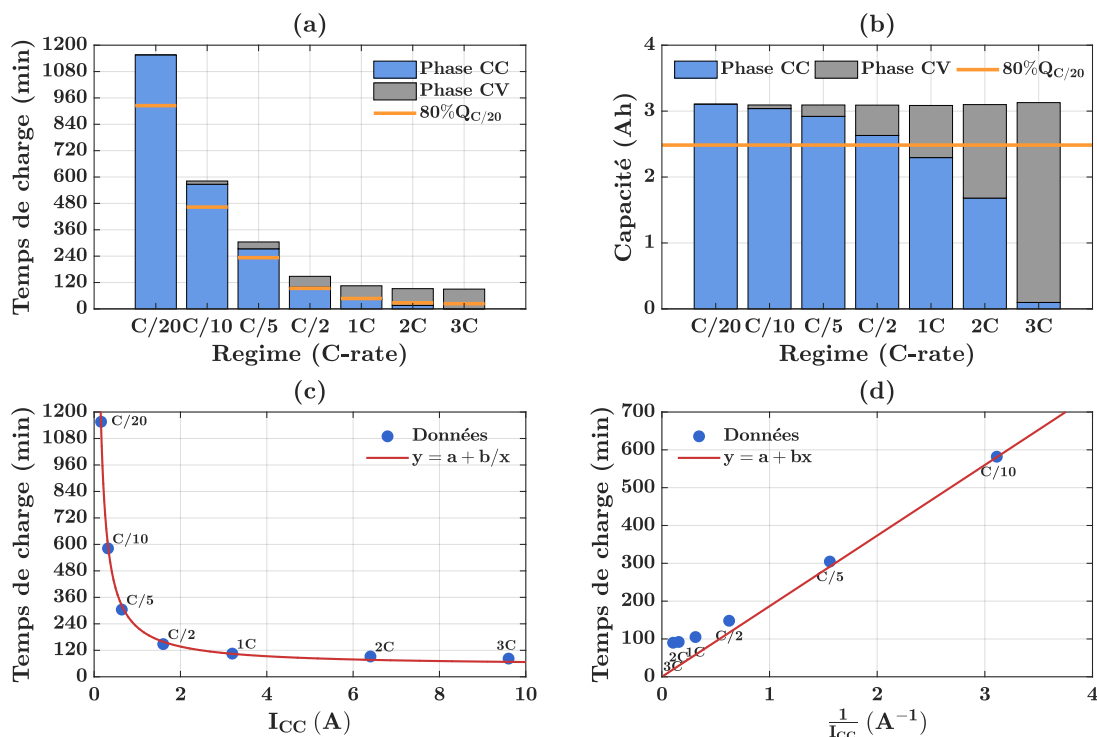 (a)
Temps de charge (min)
1200
1080
960
840
720
600
480
360
240
120
0
Phase CC
Phase CV
80%Q_C/20
C/20 C/10 C/5 C/2 1C 2C 3C
Regime (C-rate)
(b)
Capacité (Ah)
4
3
2
1
0
Phase CC Phase CV 80%Q_C/20
C/20 C/10 C/5 C/2 1C 2C 3C
Regime (C-rate)
(c)
Temps de charge (min)
1200
1080
960
840
720
600
480
360
240
120
0
Données
y = a + b/x
C/20
C/10
C/5
C/2
1C
2C
3C
0 2 4 6 8 10
I_CC (A)
(d)
Temps de charge (min)
700
600
500
400
300
200
100
0
Données
y = a + bx
C/10
C/5
C/2
1C
2C
3C
0 1 2 3 4
1/I_CC (A⁻¹)